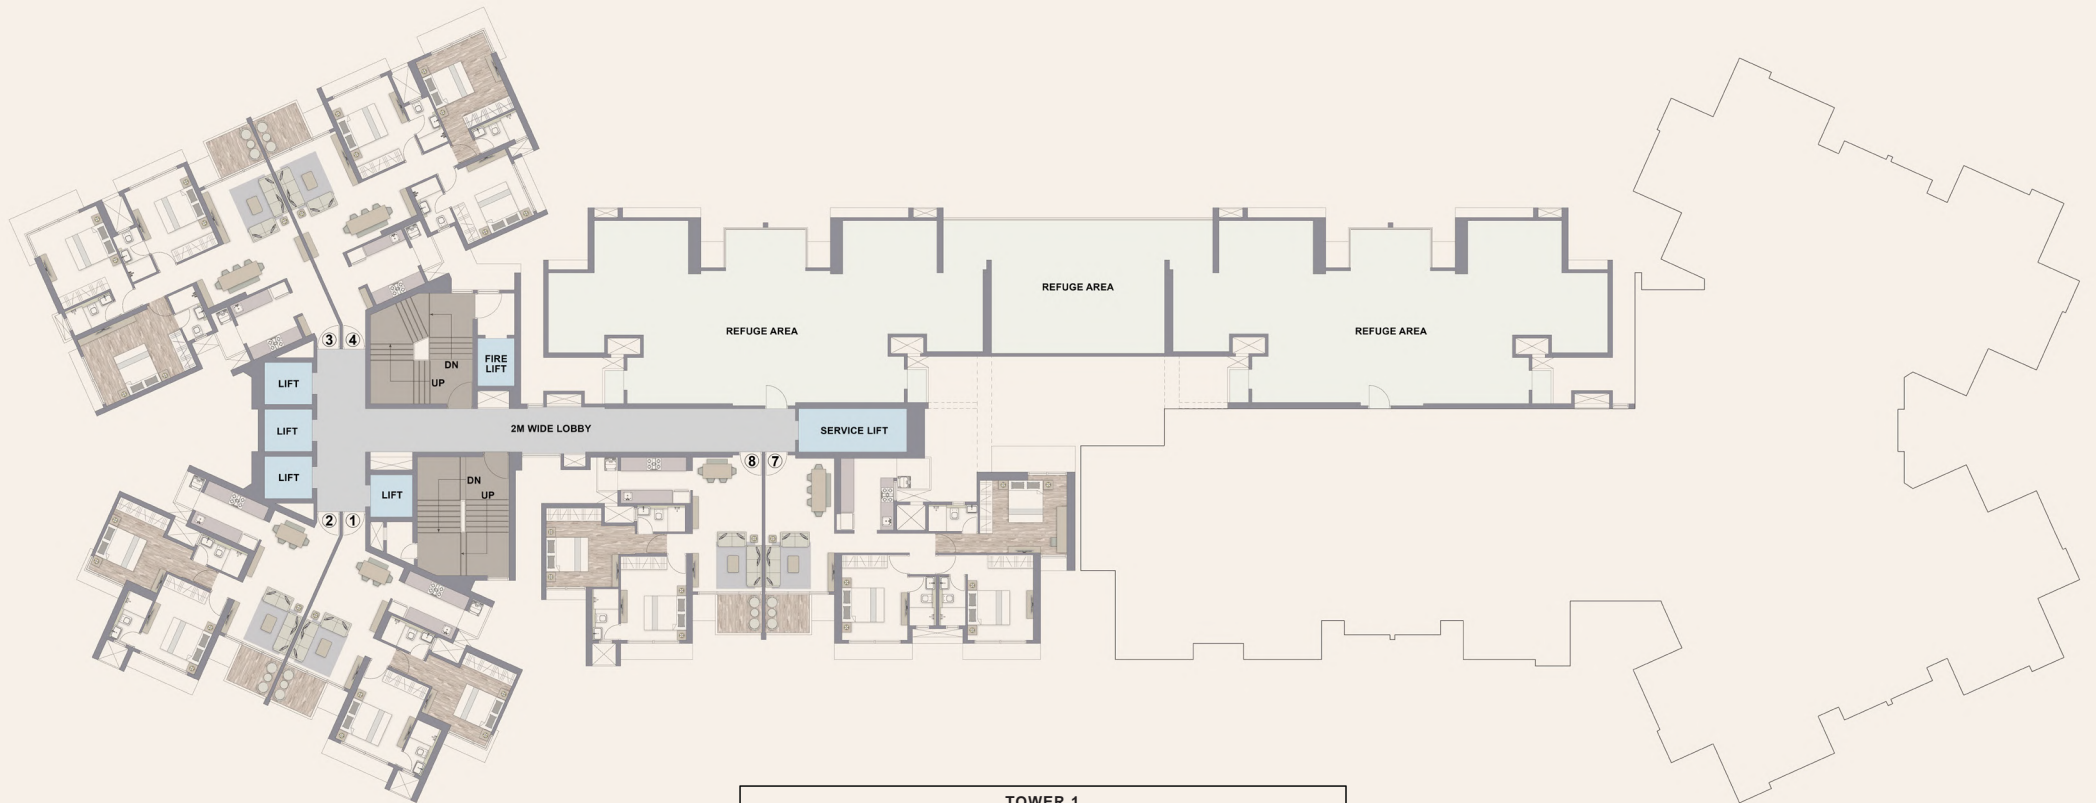 REFUGE AREA
REFUGE AREA
REFUGE AREA
3
4
FIRE
LIFT
DN
UP
LIFT
LIFT
2M WIDE LOBBY
SERVICE LIFT
8
7
LIFT
DN
UP
LIFT
2
1
TOWER 1